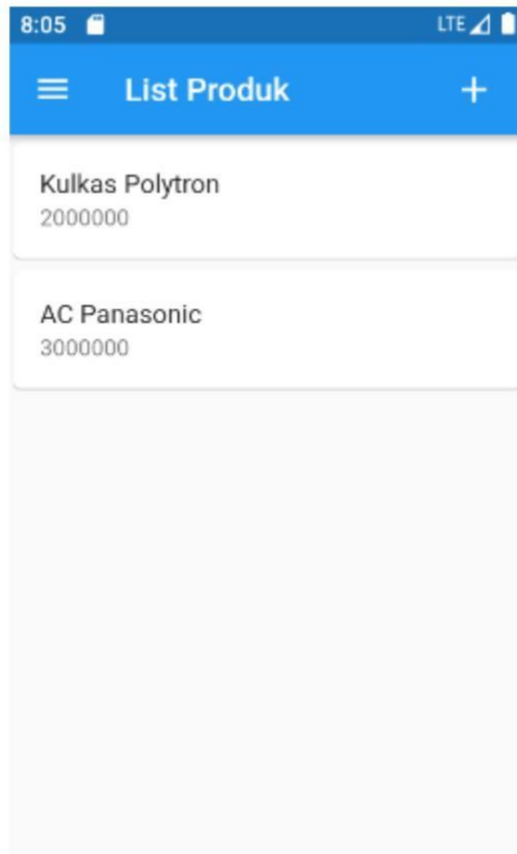 8:05 LTE
List Produk +
Kulkas Polytron
2000000
AC Panasonic
3000000